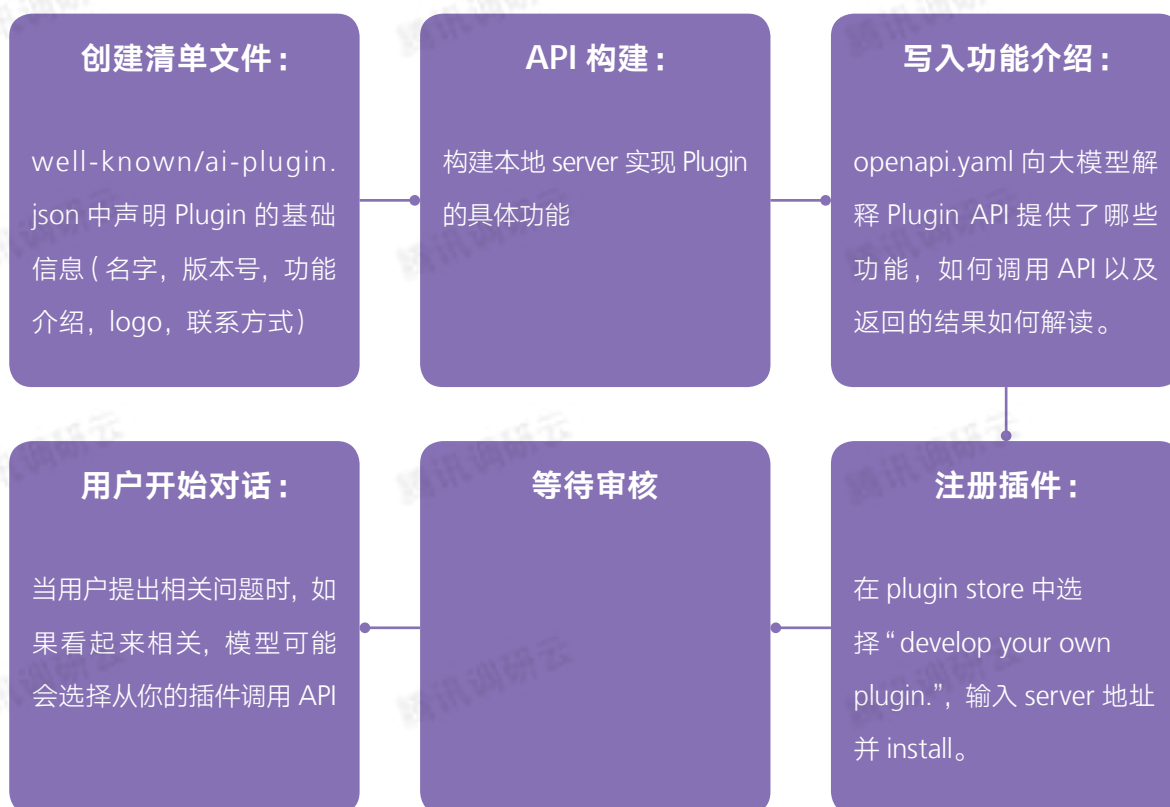 创建清单文件：
well-known/ai-plugin.
json 中声明 Plugin 的基础
信息（名字，版本号，功能
介绍，logo，联系方式）
API 构建：
构建本地 server 实现 Plugin
的具体功能
写入功能介绍：
openapi.yaml 向大模型解
释 Plugin API 提供了哪些
功能，如何调用 API 以及
返回的结果如何解读。
注册插件：
在 plugin store 中选
择“develop your own
plugin.”，输入 server 地址
并 install。
等待审核
用户开始对话：
当用户提出相关问题时，如
果看起来相关，模型可能
会选择从你的插件调用 API
腾讯调研云